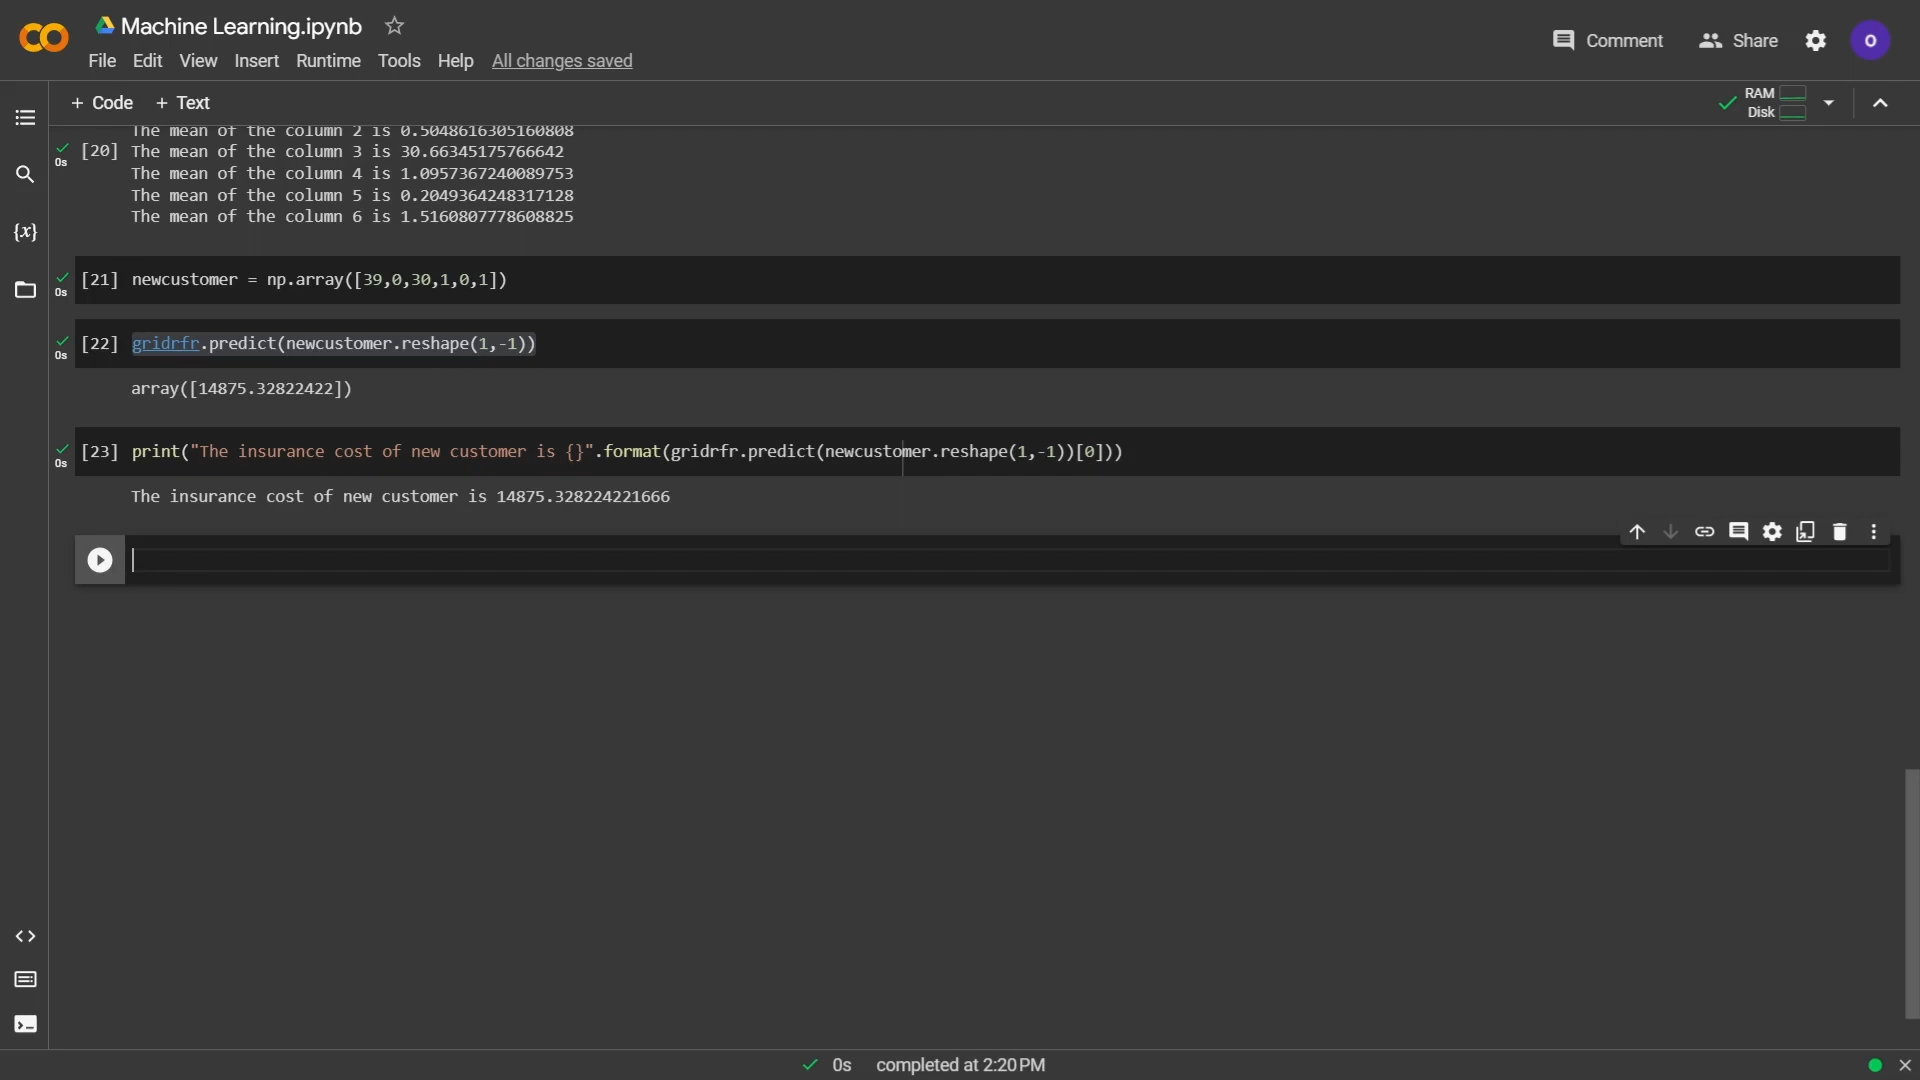 Machine Learning.ipynb
File Edit View Insert Runtime Tools Help All changes saved
Comment Share O
+ Code + Text
RAM
Disk
The mean of the column 2 is 0.5048616305160808
[20] The mean of the column 3 is 30.66345175766642
0s
The mean of the column 4 is 1.0957367240089753
The mean of the column 5 is 0.2049364248317128
The mean of the column 6 is 1.5160807778608825
{x}
[21] newcustomer = np.array([39,0,30,1,0,1])
0s
[22] gridrfr.predict(newcustomer.reshape(1,-1))
0s
array([14875.32822422])
[23] print("The insurance cost of new customer is {}".format(gridrfr.predict(newcustomer.reshape(1,-1))[0]))
0s
The insurance cost of new customer is 14875.328224221666
0s completed at 2:20 PM